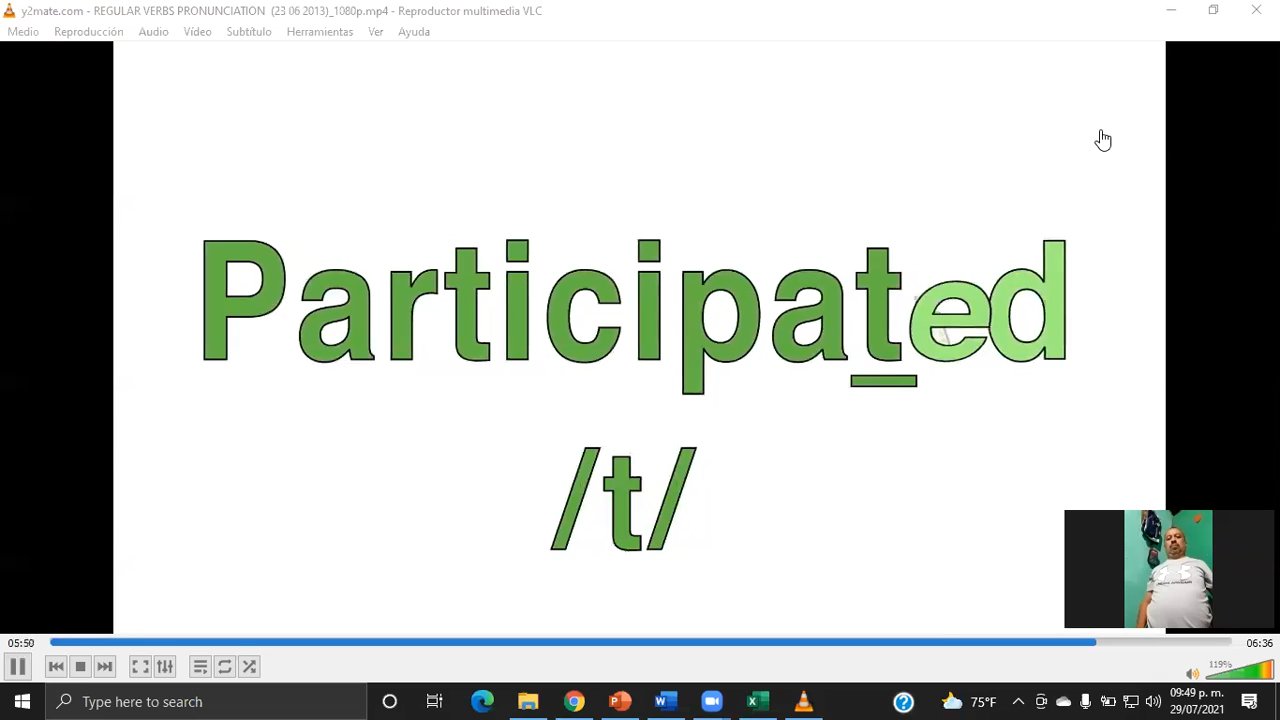 y2mate.com - REGULAR VERBS PRONUNCIATION (23 06 2013)_1080p.mp4 - Reproductor multimedia VLC
Medio Reproducción Audio Vídeo Subtítulo Herramientas Ver Ayuda
Participated
/t/
05:50
06:36
119%
Type here to search
75°F
09:49 p. m.
29/07/2021